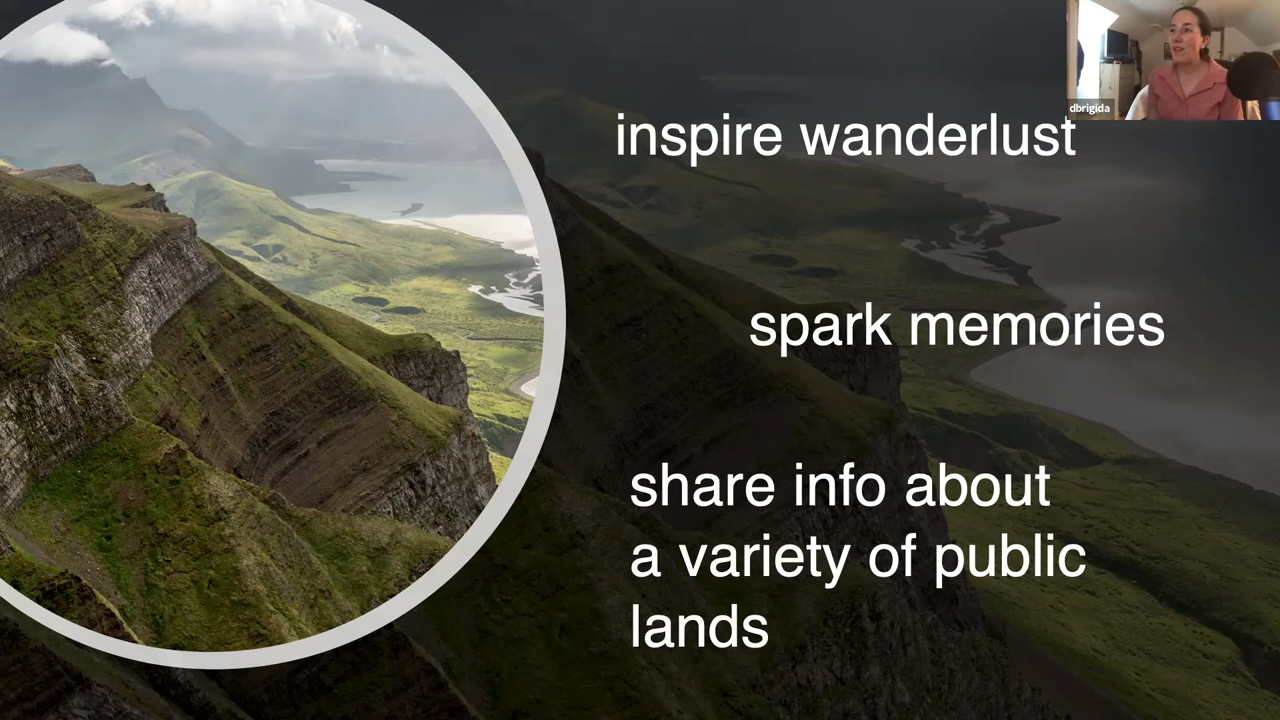 dbrigida
inspire wanderlust
spark memories
share info about
a variety of public
lands